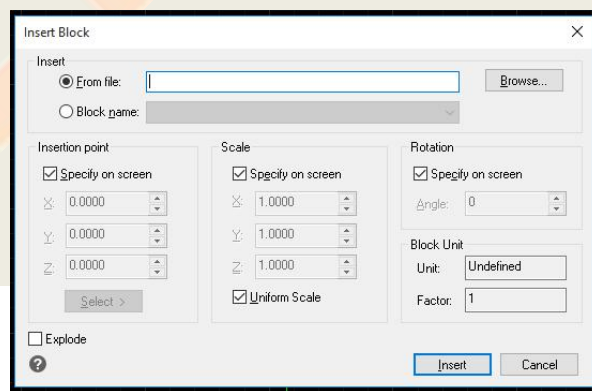 Insert Block
Insert
From file:
Browse...
Block name:
Insertion point
Specify on screen
X: 0.0000
Y: 0.0000
Z: 0.0000
Select >
Scale
Specify on screen
X: 1.0000
Y: 1.0000
Z: 1.0000
Uniform Scale
Rotation
Specify on screen
Angle: 0
Block Unit
Unit: Undefined
Factor: 1
Explode
?
Insert
Cancel